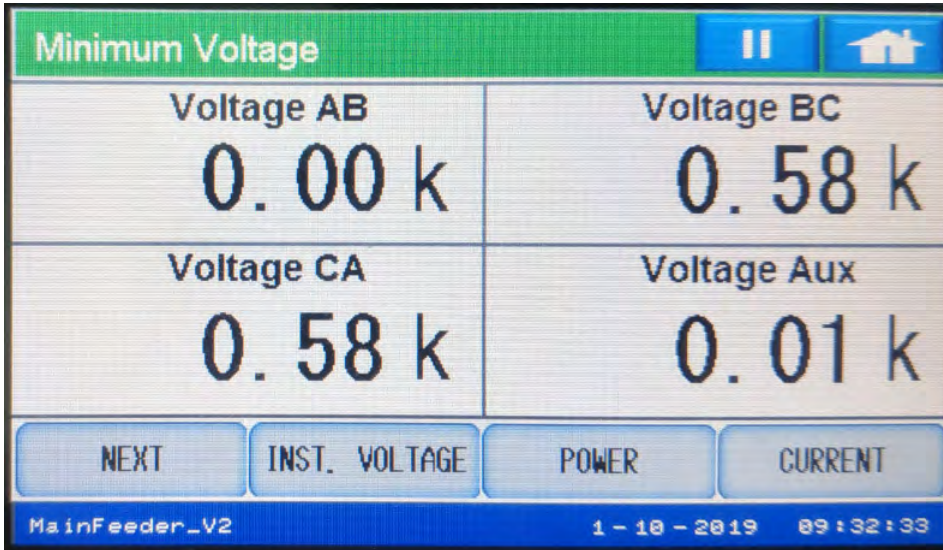 Minimum Voltage
Voltage AB
0.00 k
Voltage BC
0.58 k
Voltage CA
0.58 k
Voltage Aux
0.01 k
NEXT
INST. VOLTAGE
POWER
CURRENT
MainFeeder_V2
1-10-2019 09:32:33